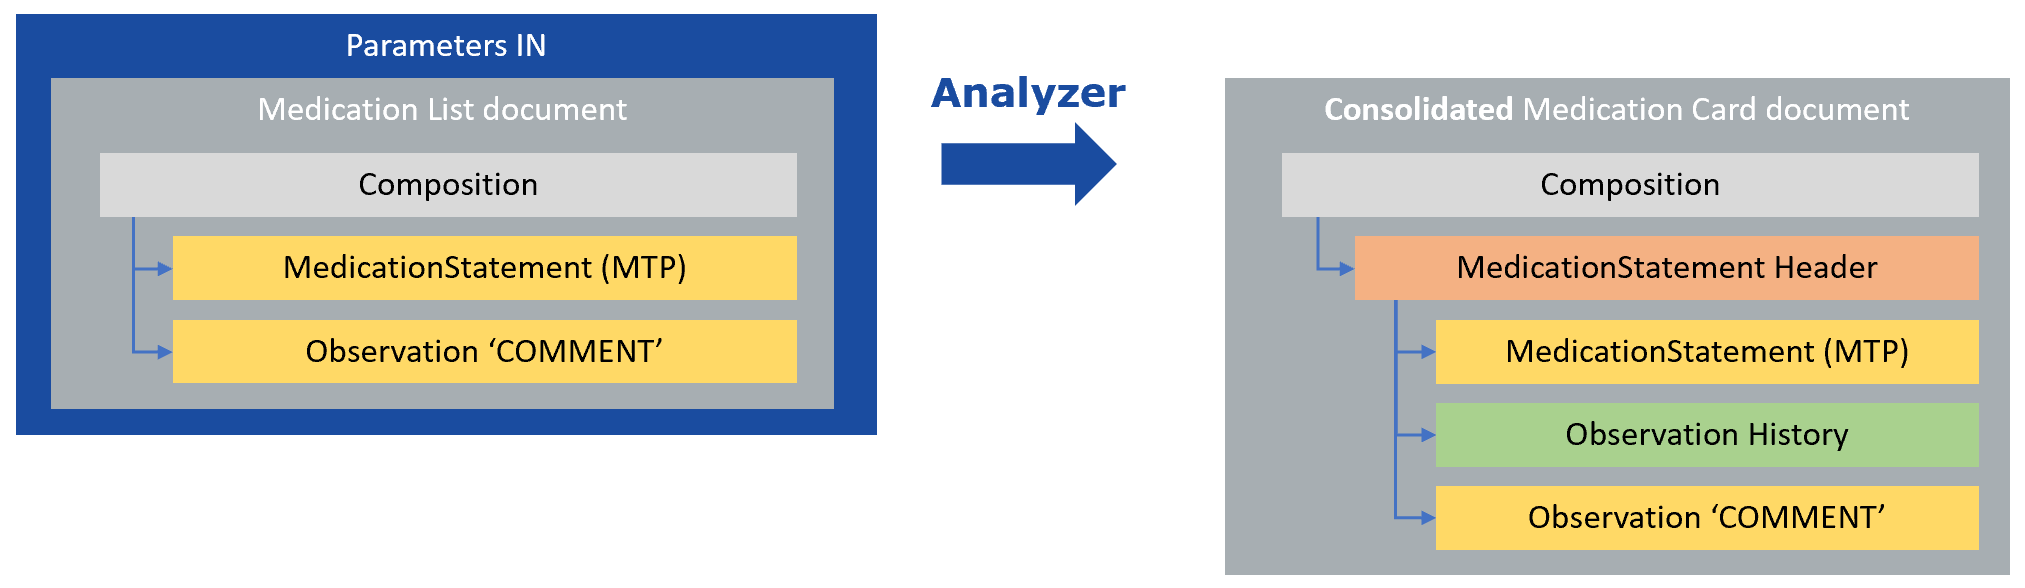 Parameters IN
Medication List document
Composition
MedicationStatement (MTP)
Observation ‘COMMENT’
Analyzer
Consolidated Medication Card document
Composition
MedicationStatement Header
MedicationStatement (MTP)
Observation History
Observation ‘COMMENT’